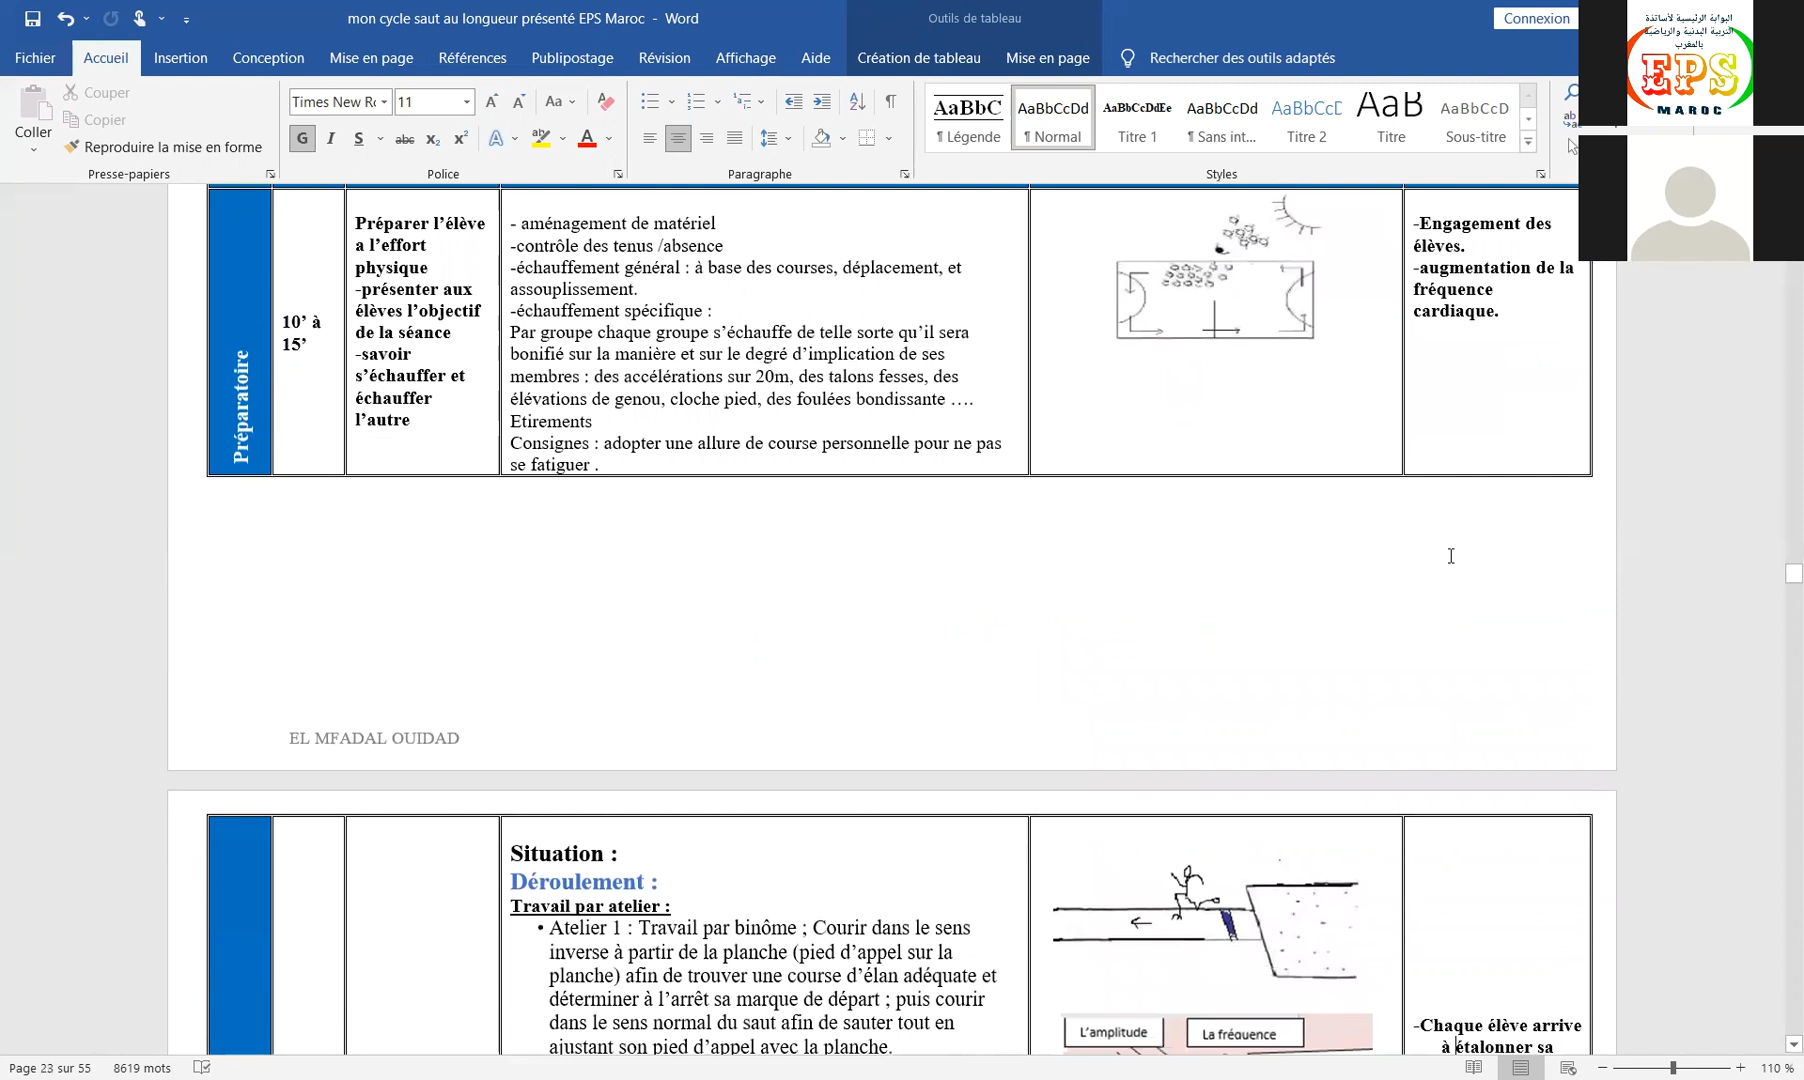 mon cycle saut au longueur présenté EPS Maroc - Word
Outils de tableau
Connexion
Fichier
Accueil
Insertion
Conception
Mise en page
Références
Publipostage
Révision
Affichage
Aide
Création de tableau
Mise en page
Rechercher des outils adaptés
البوابة الرئيسية لأساتذة
التربية البدنية والرياضية
بالمغرب
EPS
MAROC
Coller
Couper
Copier
Reproduire la mise en forme
Presse-papiers
Times New Ro
11
Aa
G I S abc x₂ x²
Police
Paragraphe
AaBbC
¶ Légende
AaBbCcDd
¶ Normal
AaBbCcDdEe
Titre 1
AaBbCcDd
¶ Sans int...
AaBbCcC
Titre 2
AaB
Titre
AaBbCcD
Sous-titre
Styles
Préparatoire
10’ à
15’
Préparer l’élève
a l’effort
physique
-présenter aux
élèves l’objectif
de la séance
-savoir
s’échauffer et
échauffer
l’autre
- aménagement de matériel
-contrôle des tenus /absence
-échauffement général : à base des courses, déplacement, et
assouplissement.
-échauffement spécifique :
Par groupe chaque groupe s’échauffe de telle sorte qu’il sera
bonifié sur la manière et sur le degré d’implication de ses
membres : des accélérations sur 20m, des talons fesses, des
élévations de genou, cloche pied, des foulées bondissante ….
Etirements
Consignes : adopter une allure de course personnelle pour ne pas
se fatiguer .
-Engagement des
élèves.
-augmentation de la
fréquence
cardiaque.
EL MFADAL OUIDAD
Situation :
Déroulement :
Travail par atelier :
• Atelier 1 : Travail par binôme ; Courir dans le sens
inverse à partir de la planche (pied d’appel sur la
planche) afin de trouver une course d’élan adéquate et
déterminer à l’arrêt sa marque de départ ; puis courir
dans le sens normal du saut afin de sauter tout en
ajustant son pied d’appel avec la planche.
L’amplitude
La fréquence
-Chaque élève arrive
à étalonner sa
Page 23 sur 55
8619 mots
110 %